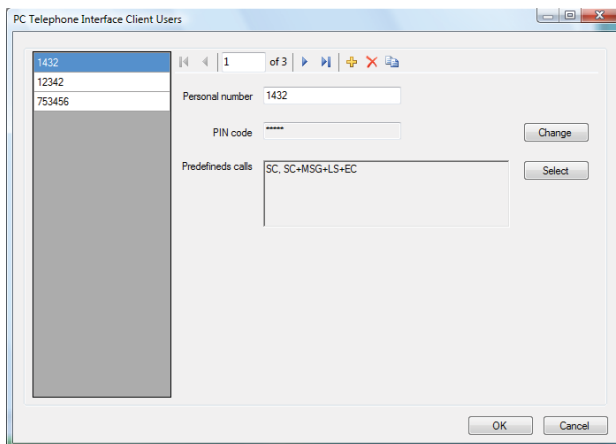 PC Telephone Interface Client Users
1432
12342
753456
1 of 3
Personal number 1432
PIN code *****
Change
Predefineds calls SC, SC+MSG+LS+EC
Select
OK Cancel